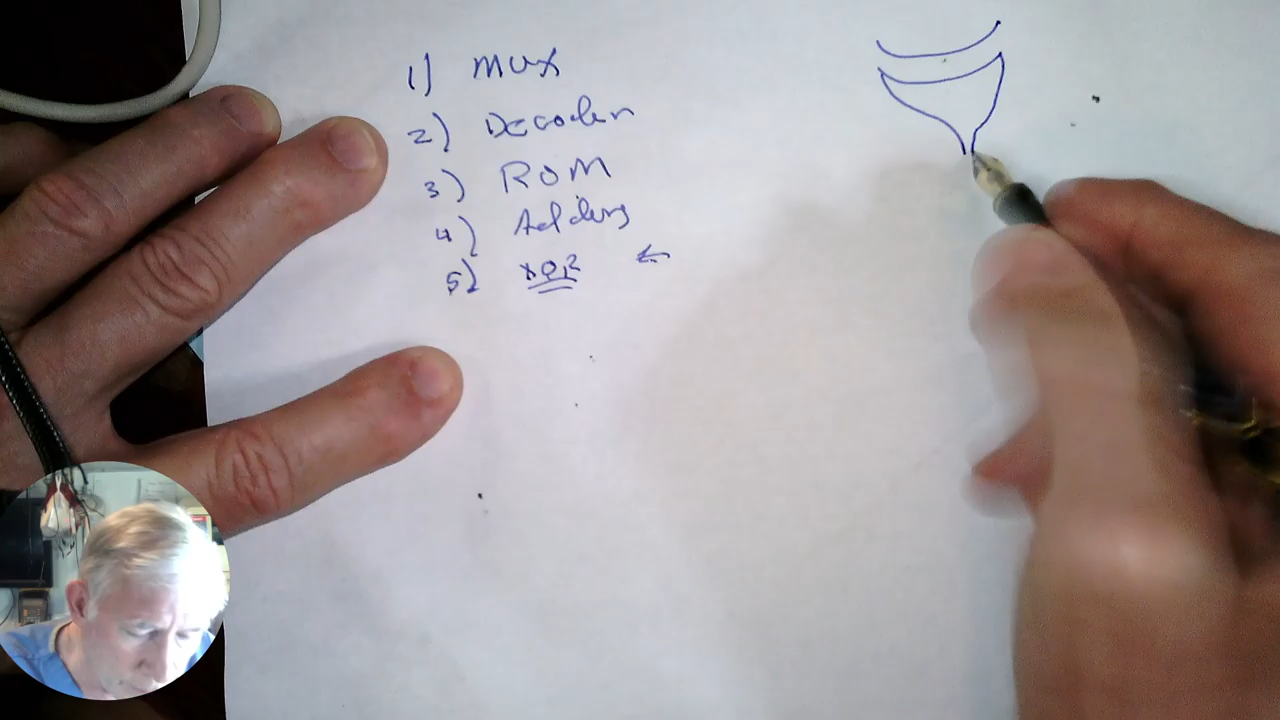 1) MUX
2) Decoder
3) ROM
4) Adders
5) XOR ←